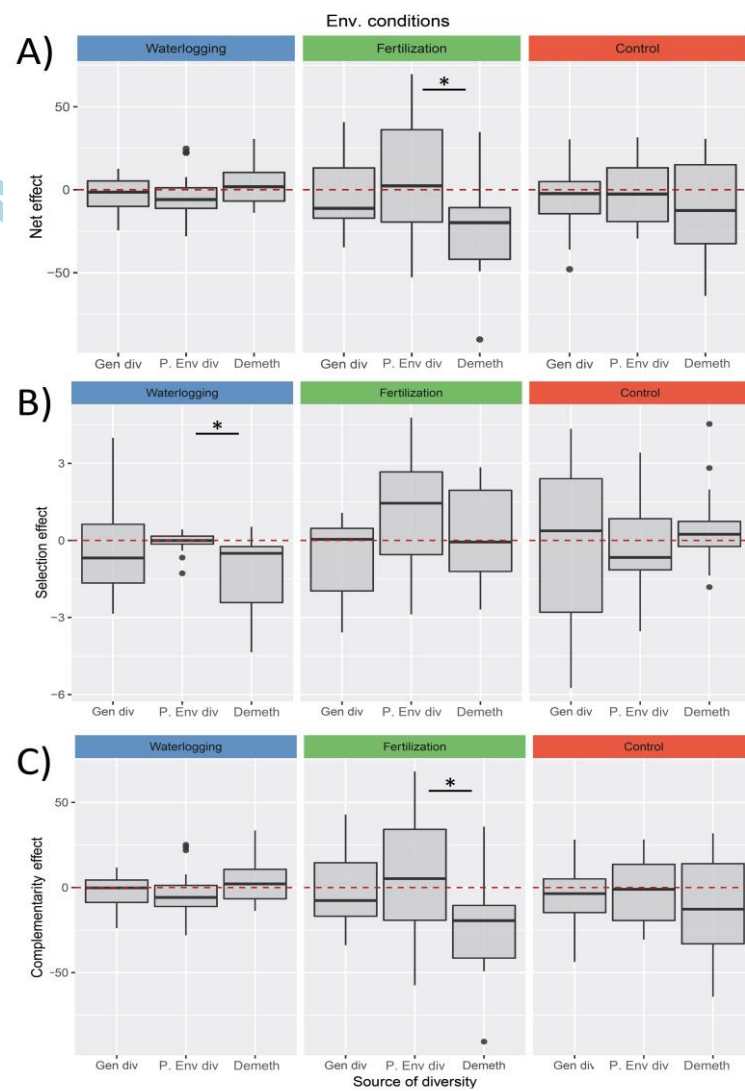 Env. conditions
A)
Waterlogging Fertilization Control
*
50
0
−50
Net effect
Gen div P. Env div Demeth Gen div P. Env div Demeth Gen div P. Env div Demeth
B)
Waterlogging Fertilization Control
*
3
0
−3
−6
Selection effect
Gen div P. Env div Demeth Gen div P. Env div Demeth Gen div P. Env div Demeth
C)
Waterlogging Fertilization Control
*
50
0
−50
Complementarity effect
Gen div P. Env div Demeth Gen div P. Env div Demeth Gen div P. Env div Demeth
Source of diversity